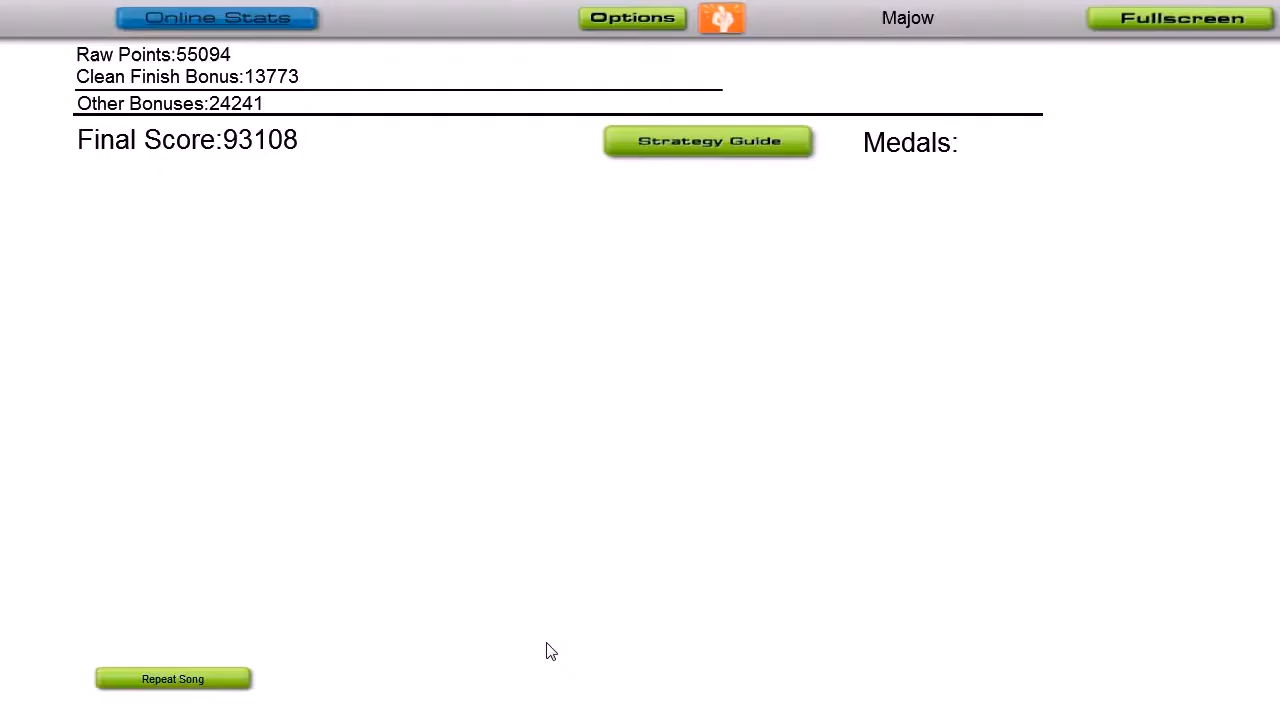 Online Stats
Options
Majow
Fullscreen
Raw Points:55094
Clean Finish Bonus:13773
Other Bonuses:24241
Final Score:93108
Strategy Guide
Medals:
Repeat Song